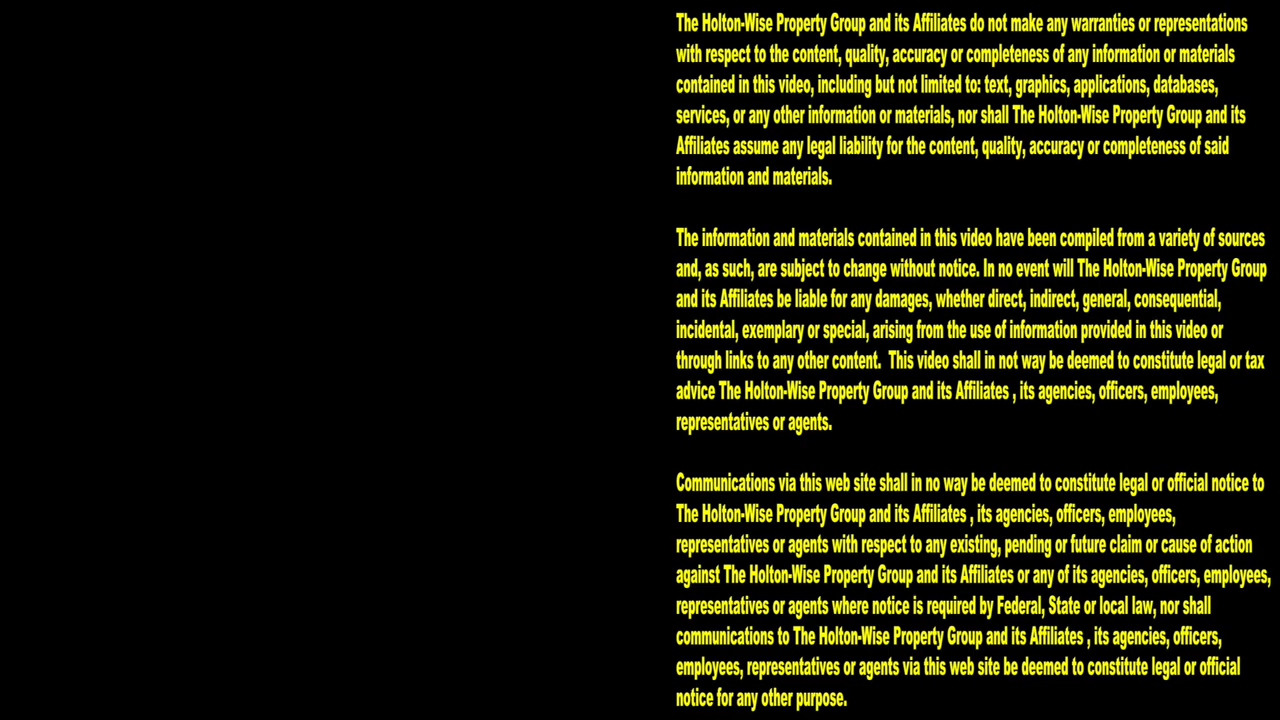 The Holton-Wise Property Group and its Affiliates do not make any warranties or representations
with respect to the content, quality, accuracy or completeness of any information or materials
contained in this video, including but not limited to: text, graphics, applications, databases,
services, or any other information or materials, nor shall The Holton-Wise Property Group and its
Affiliates assume any legal liability for the content, quality, accuracy or completeness of said
information and materials.
The information and materials contained in this video have been compiled from a variety of sources
and, as such, are subject to change without notice. In no event will The Holton-Wise Property Group
and its Affiliates be liable for any damages, whether direct, indirect, general, consequential,
incidental, exemplary or special, arising from the use of information provided in this video or
through links to any other content.  This video shall in not way be deemed to constitute legal or tax
advice The Holton-Wise Property Group and its Affiliates , its agencies, officers, employees,
representatives or agents.
Communications via this web site shall in no way be deemed to constitute legal or official notice to
The Holton-Wise Property Group and its Affiliates , its agencies, officers, employees,
representatives or agents with respect to any existing, pending or future claim or cause of action
against The Holton-Wise Property Group and its Affiliates or any of its agencies, officers, employees,
representatives or agents where notice is required by Federal, State or local law, nor shall
communications to The Holton-Wise Property Group and its Affiliates , its agencies, officers,
employees, representatives or agents via this web site be deemed to constitute legal or official
notice for any other purpose.